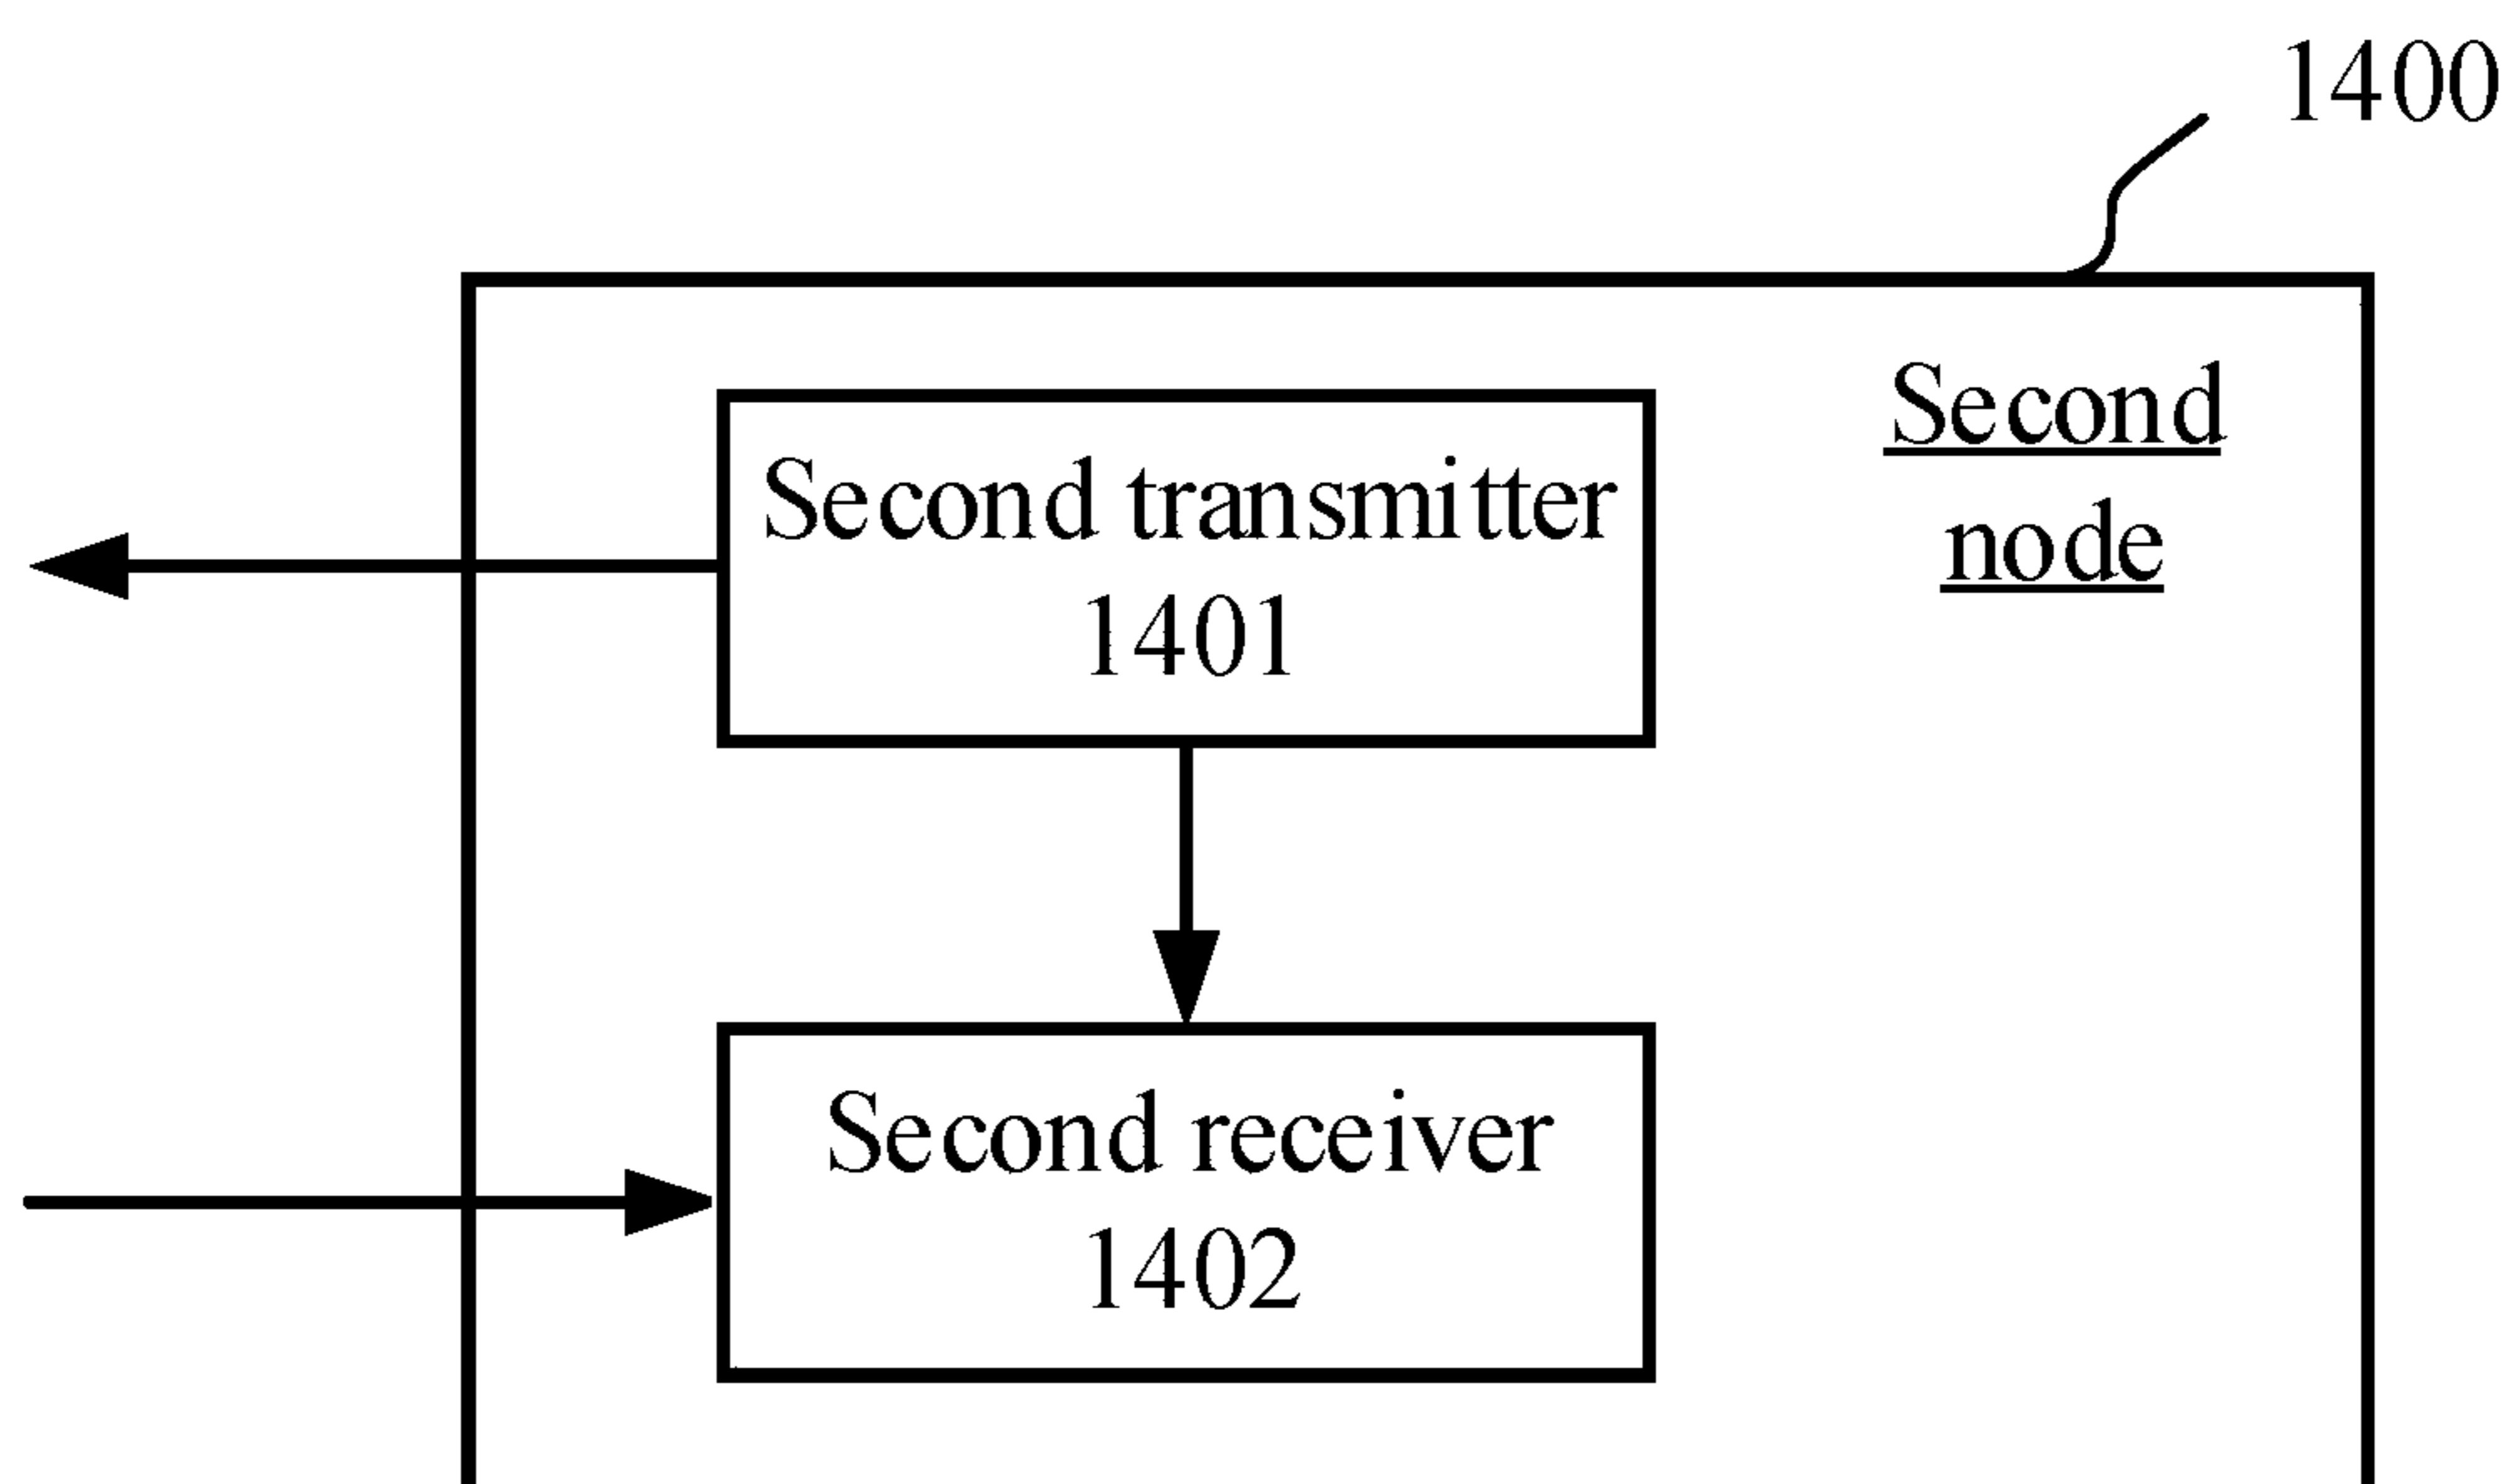 1400
Second
node
Second transmitter
1401
Second receiver
1402